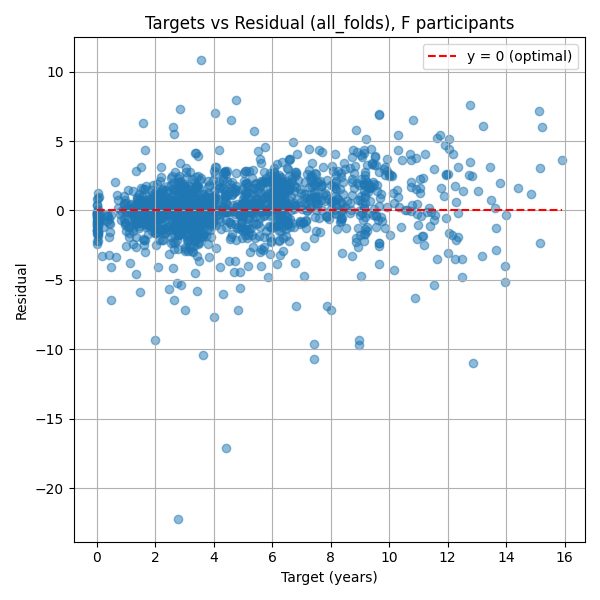 Targets vs Residual (all_folds), F participants
y = 0 (optimal)
10
5
0
−5
−10
−15
−20
Residual
0 2 4 6 8 10 12 14 16
Target (years)